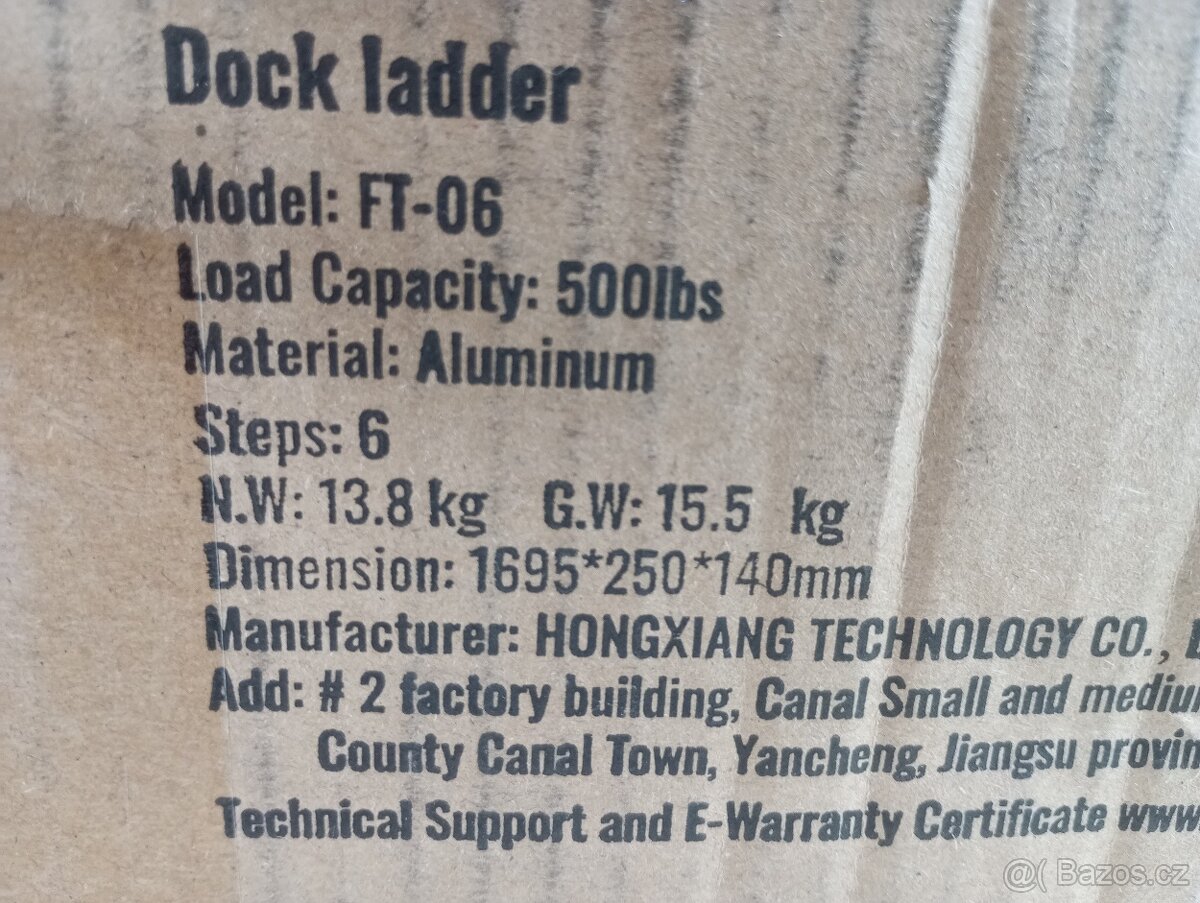 Dock ladder
Model: FT-06
Load Capacity: 500lbs
Material: Aluminum
Steps: 6
N.W: 13.8 kg G.W: 15.5 kg
Dimension: 1695*250*140mm
Manufacturer: HONGXIANG TECHNOLOGY CO.,
Add: # 2 factory building, Canal Small and
County Canal Town, Yancheng, Jiangsu
Technical Support and E-Warranty Certificate www
@( Bazos.cz